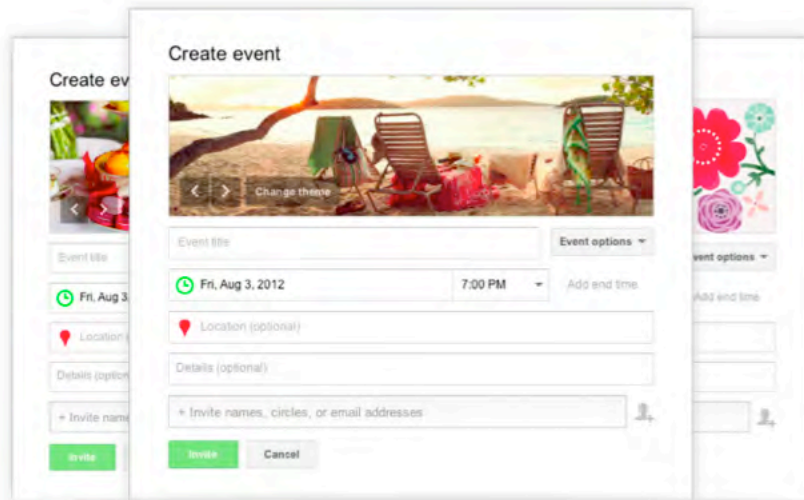 Create event
Change theme
Event title
Event options
Fri, Aug 3, 2012
7:00 PM
Add end time
Location (optional)
Details (optional)
+ Invite names, circles, or email addresses
Invite
Cancel
Create ev
Event title
Fri, Aug 3
Location (
Details (option
+ Invite name
Invite
vent options
Add end time